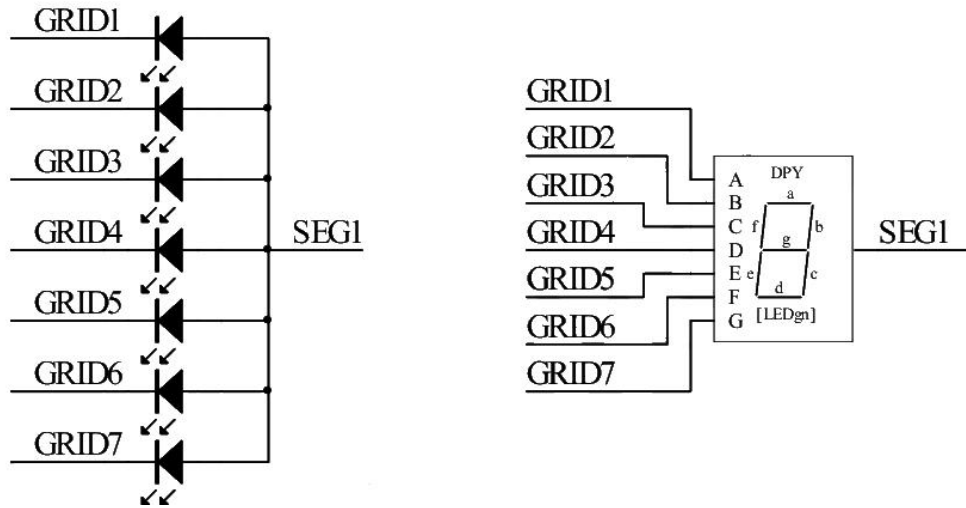 GRID1
GRID2
GRID3
GRID4
SEG1
GRID5
GRID6
GRID7
GRID1
GRID2
GRID3
GRID4
GRID5
GRID6
GRID7
DPY
A
B
C
D
E
F
G
a
f
b
g
e
c
d
[LEDgn]
SEG1